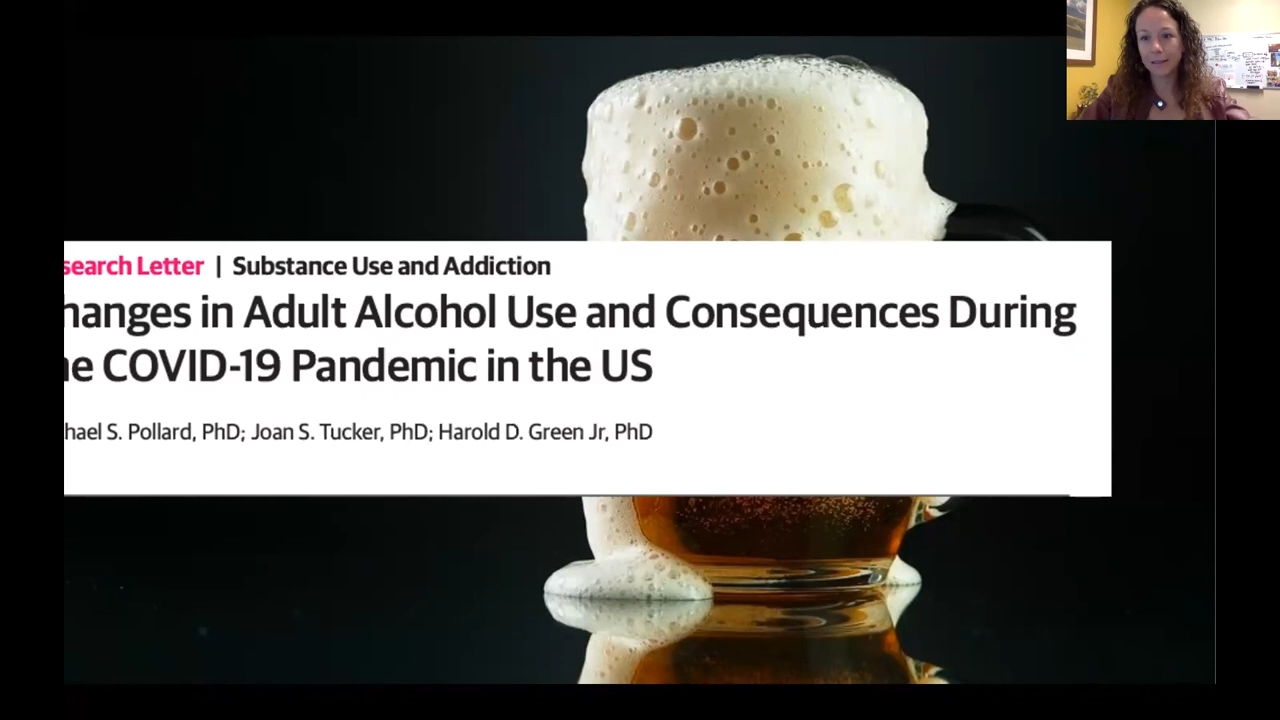 search Letter | Substance Use and Addiction
hanges in Adult Alcohol Use and Consequences During
e COVID-19 Pandemic in the US
hael S. Pollard, PhD; Joan S. Tucker, PhD; Harold D. Green Jr, PhD